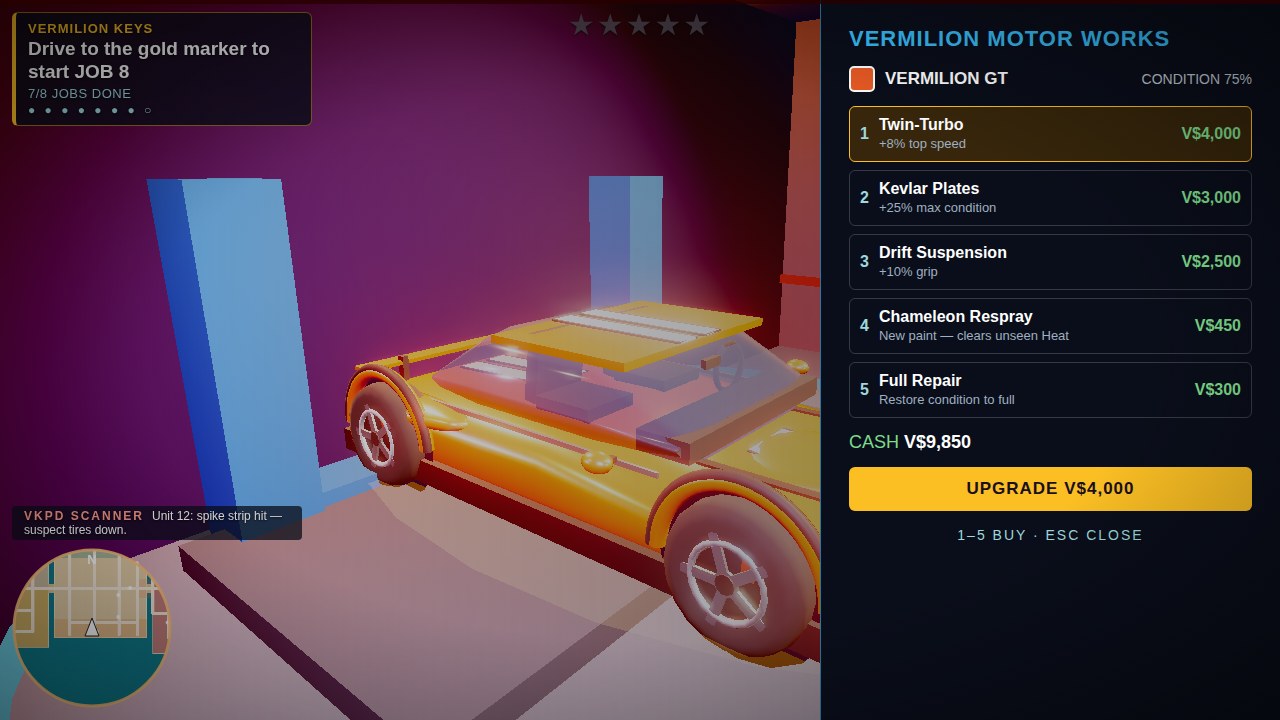 VERMILION KEYS
Drive to the gold marker to
start JOB 8
7/8 JOBS DONE
VKPD SCANNER Unit 12: spike strip hit —
suspect tires down.
N
VERMILION MOTOR WORKS
VERMILION GT CONDITION 75%
1 Twin-Turbo V$4,000
+8% top speed
2 Kevlar Plates V$3,000
+25% max condition
3 Drift Suspension V$2,500
+10% grip
4 Chameleon Respray V$450
New paint — clears unseen Heat
5 Full Repair V$300
Restore condition to full
CASH V$9,850
UPGRADE V$4,000
1–5 BUY · ESC CLOSE